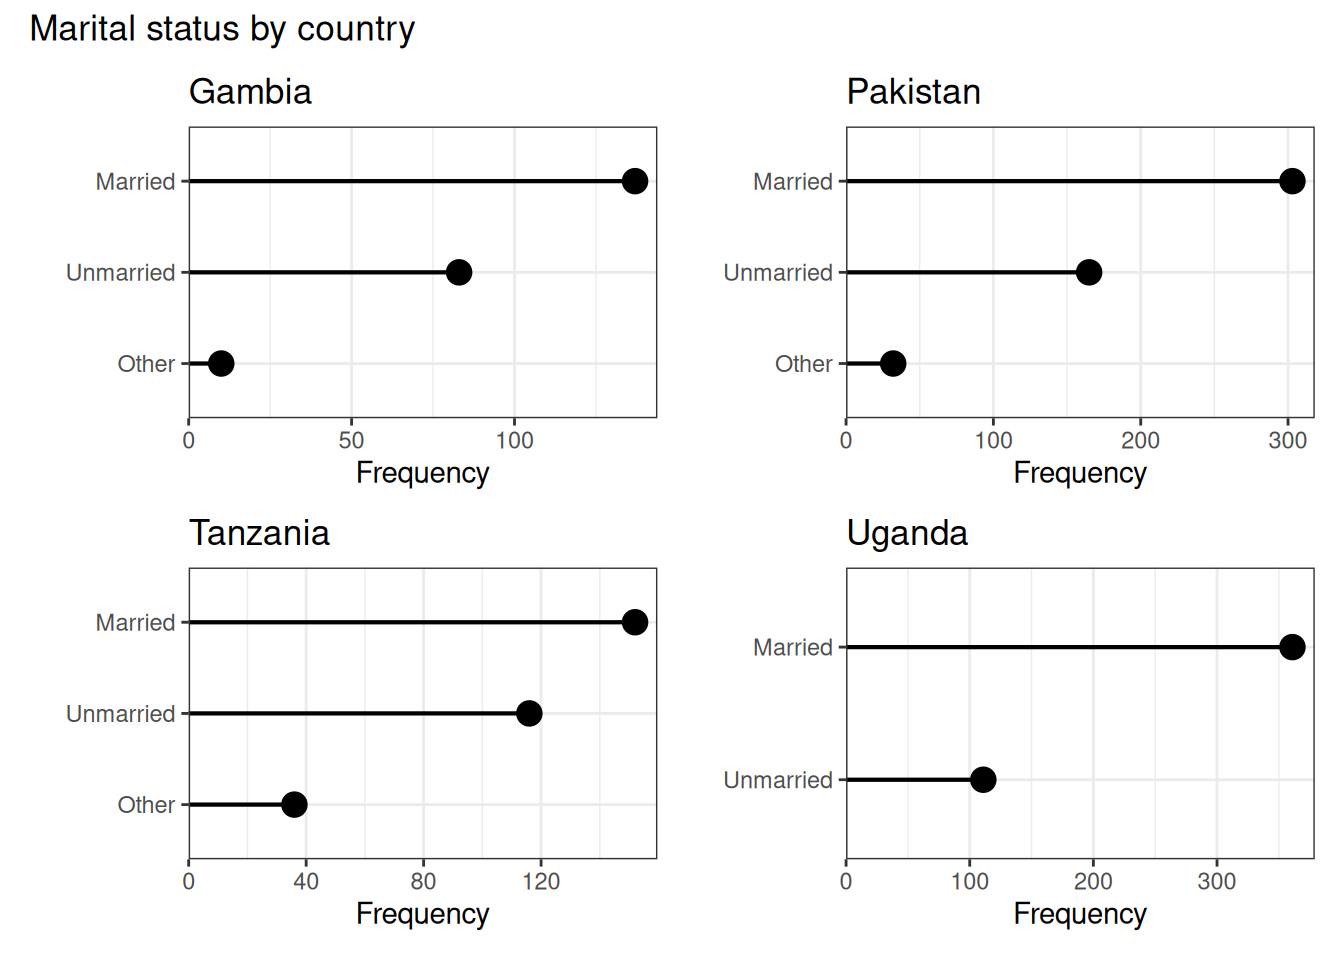 Marital status by country
Gambia
Married
Unmarried
Other
0 50 100
Frequency
Pakistan
Married
Unmarried
Other
0 100 200 300
Frequency
Tanzania
Married
Unmarried
Other
0 40 80 120
Frequency
Uganda
Married
Unmarried
0 100 200 300
Frequency